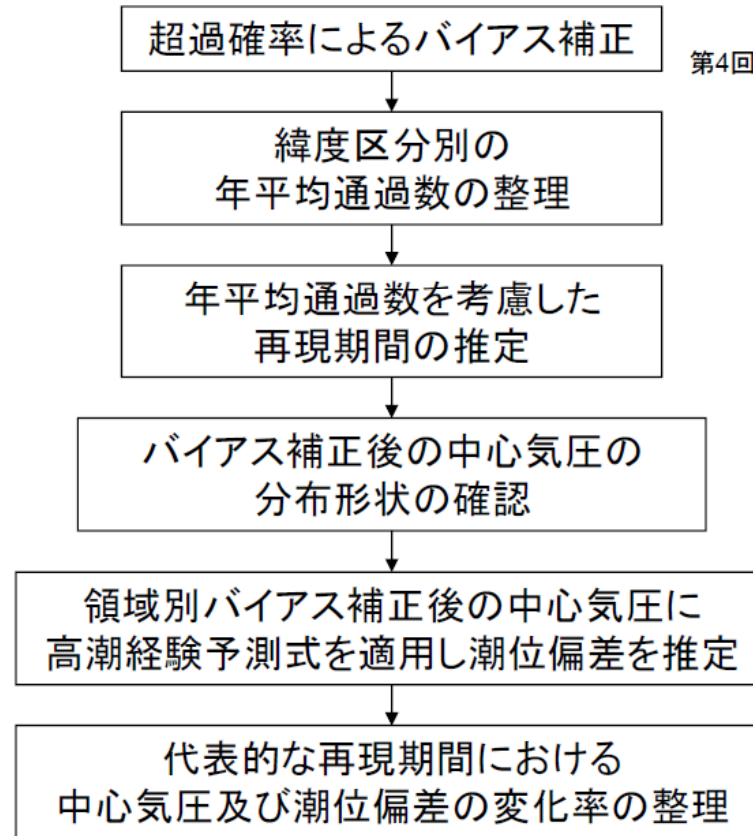 超過確率によるバイアス補正
第4回
緯度区分別の
年平均通過数の整理
年平均通過数を考慮した
再現期間の推定
バイアス補正後の中心気圧の
分布形状の確認
領域別バイアス補正後の中心気圧に
高潮経験予測式を適用し潮位偏差を推定
代表的な再現期間における
中心気圧及び潮位偏差の変化率の整理